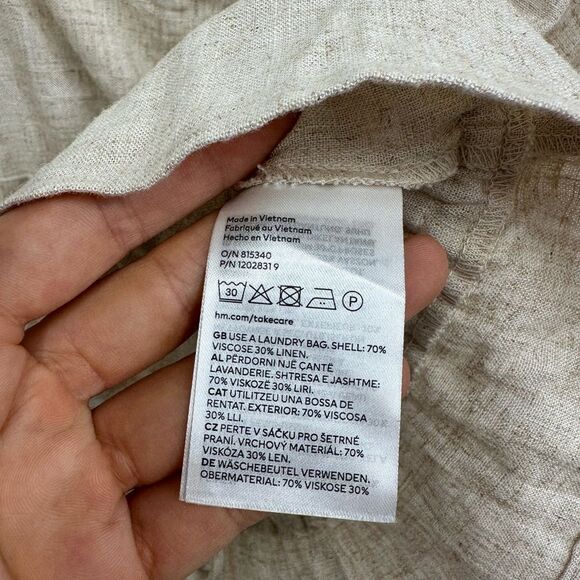 Made in Vietnam
Fabriqué au Vietnam
Hecho en Vietnam
O/N 815340
P/N 12028319
30
P
hm.com/takecare
GB USE A LAUNDRY BAG. SHELL: 70%
VISCOSE 30% LINEN.
AL PËRDORNI NJË ÇANTË
LAVANDERIE. SHTRESA E JASHTME:
70% VISKOZË 30% LIRI.
CAT UTILITZEU UNA BOSSA DE
RENTAT. EXTERIOR: 70% VISCOSA
30% LLI.
CZ PERTE V SÁČKU PRO ŠETRNÉ
PRANÍ. VRCHOVÝ MATERIÁL: 70%
VISKÓZA 30% LEN.
DE WÄSCHEBEUTEL VERWENDEN.
OBERMATERIAL: 70% VISKOSE 30%